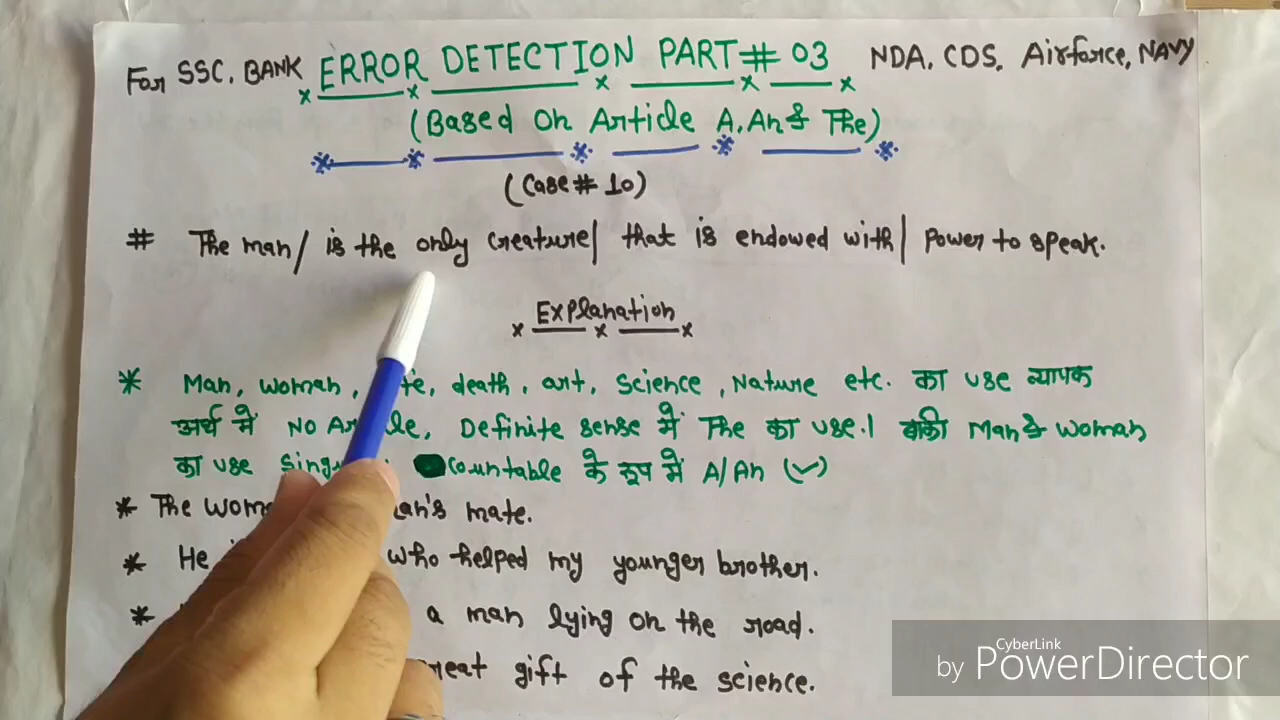 For SSC, BANK ERROR DETECTION PART # 03 NDA, CDS, Airforce, NAVY
(Based On Article A, An & The)
(Case # 10)
# The man/ is the only creature/ that is endowed with/ power to speak.
Explanation
* Man, woman, death, art, science, Nature etc. का use व्यापक
अर्थ में No Definite sense में The का use.। बाकी Man & woman
का use Countable के रूप में A/An (✓)
* The mate.
* He who helped my younger brother.
* a man lying on the road.
gift of the science.
CyberLink
by PowerDirector